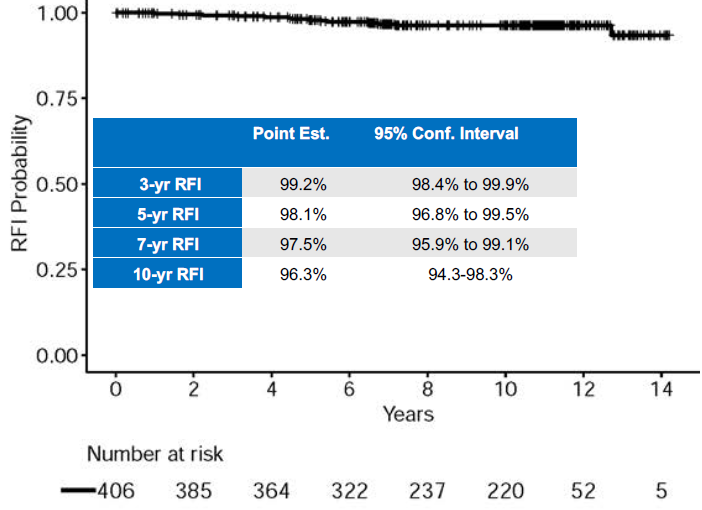 1.00
0.75
0.50
0.25
0.00
RFI Probability
Point Est. 95% Conf. Interval
3-yr RFI 99.2% 98.4% to 99.9%
5-yr RFI 98.1% 96.8% to 99.5%
7-yr RFI 97.5% 95.9% to 99.1%
10-yr RFI 96.3% 94.3-98.3%
0 2 4 6 8 10 12 14
Years
Number at risk
406 385 364 322 237 220 52 5